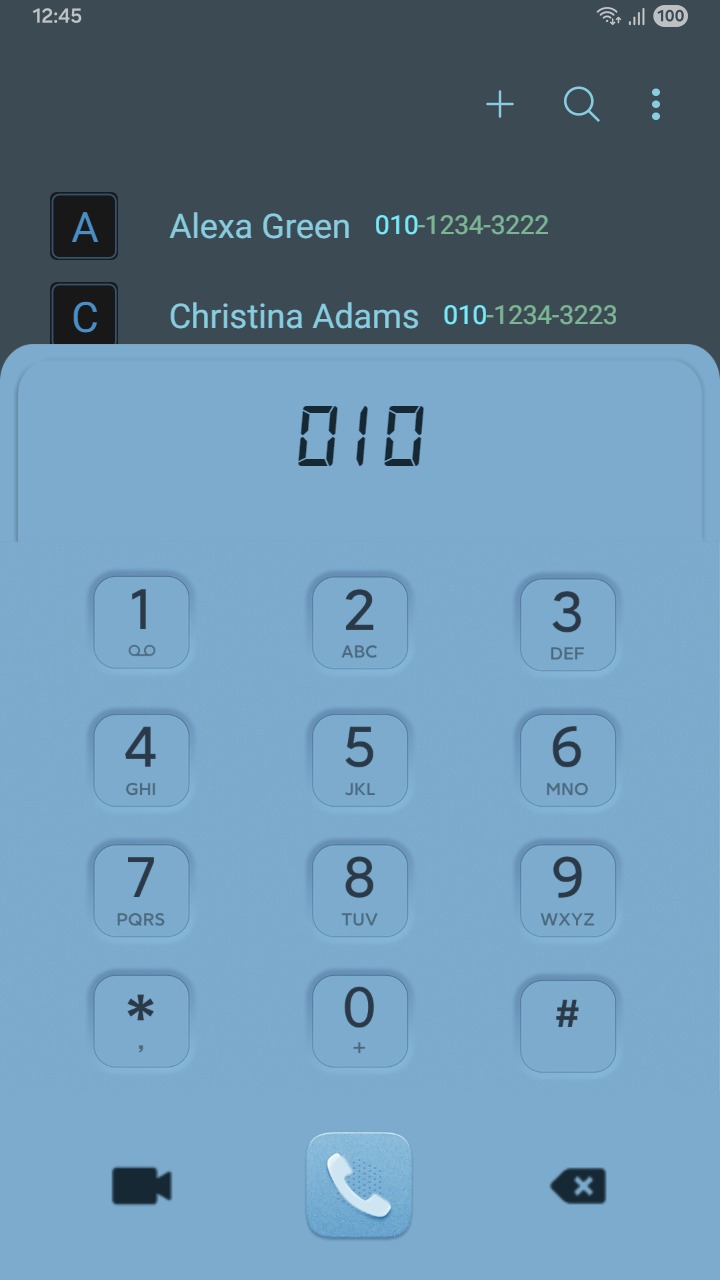 12:45 100
A Alexa Green 010-1234-3222
C Christina Adams 010-1234-3223
010
1 2 3
ABC DEF
4 5 6
GHI JKL MNO
7 8 9
PQRS TUV WXYZ
* 0 #
, +